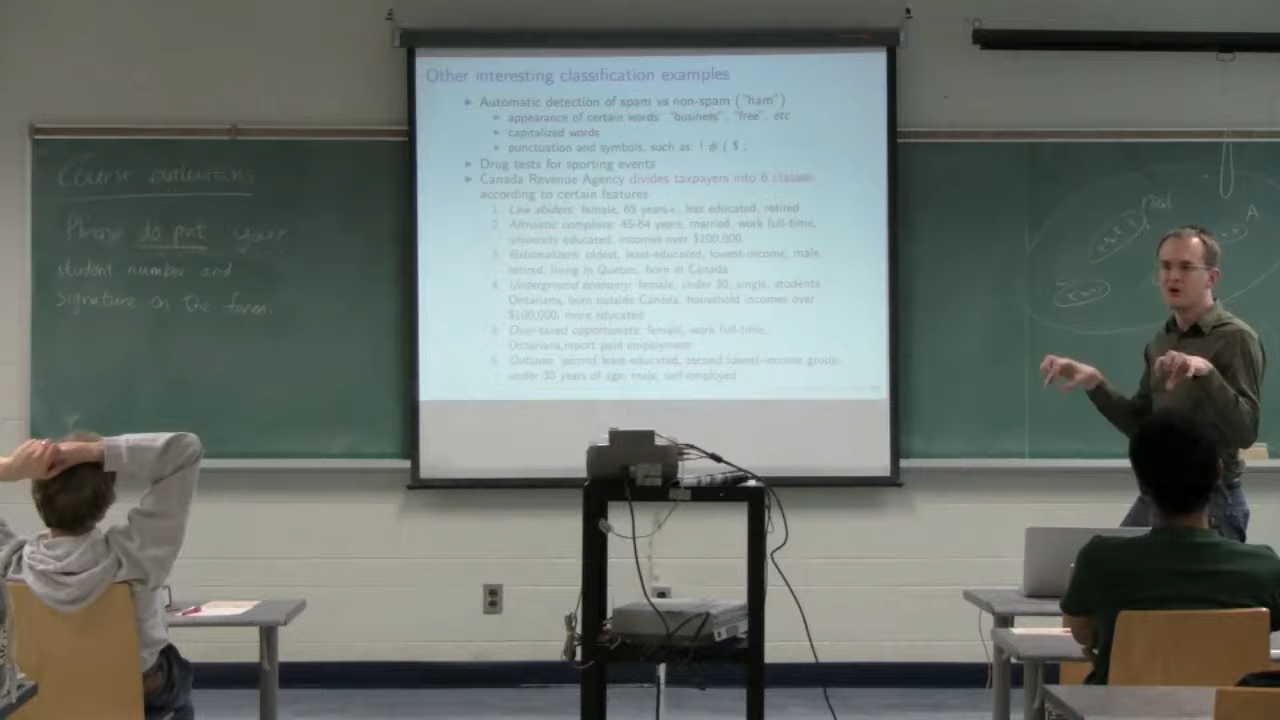 Course evaluations
Please do put your
student number and
signature on the form
Other interesting classification examples
▶ Automatic detection of spam vs non-spam ("ham")
appearance of certain words: "business", "free", etc
capitalized words
punctuation and symbols, such as: ! # ( $ ;
▶ Drug tests for sporting events
▶ Canada Revenue Agency divides taxpayers into 6 classes
according to certain features
1. Law abiders: female, 65 years+, less educated, retired
2. Altruistic compliers: 45-64 years, married, work full-time,
university educated, incomes over $200,000
3. Rationalizers: oldest, least-educated, lowest-income, male,
retired, living in Quebec, born in Canada
4. Underground economy: female, under 30, single, students,
Ontarians, born outside Canada, household incomes over
$100,000, more educated
5. Over-taxed opportunists: female, work full-time,
Ontarians,report paid employment
6. Outlaws: second least-educated, second lowest-income group,
under 30 years of age, male, self-employed
A